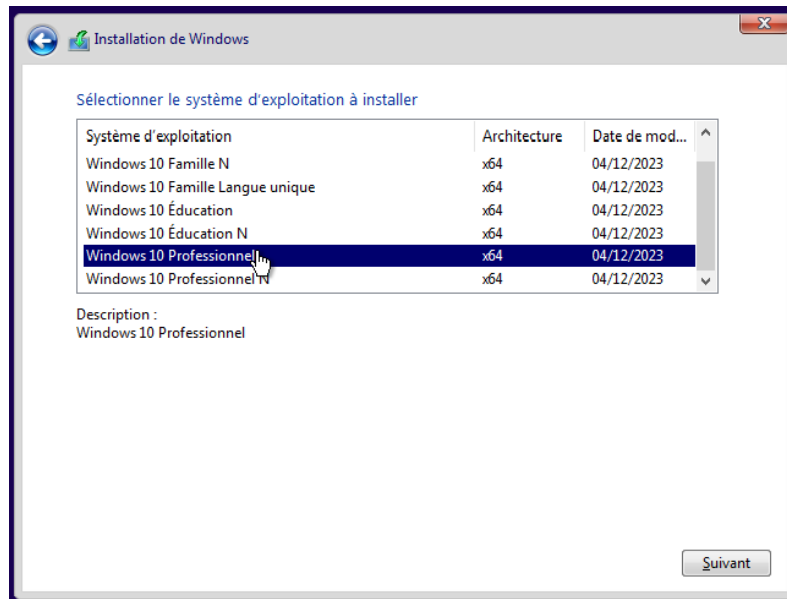 Installation de Windows
Sélectionner le système d'exploitation à installer
Système d'exploitation Architecture Date de mod...
Windows 10 Famille N x64 04/12/2023
Windows 10 Famille Langue unique x64 04/12/2023
Windows 10 Éducation x64 04/12/2023
Windows 10 Éducation N x64 04/12/2023
Windows 10 Professionnel x64 04/12/2023
Windows 10 Professionnel N x64 04/12/2023
Description :
Windows 10 Professionnel
Suivant